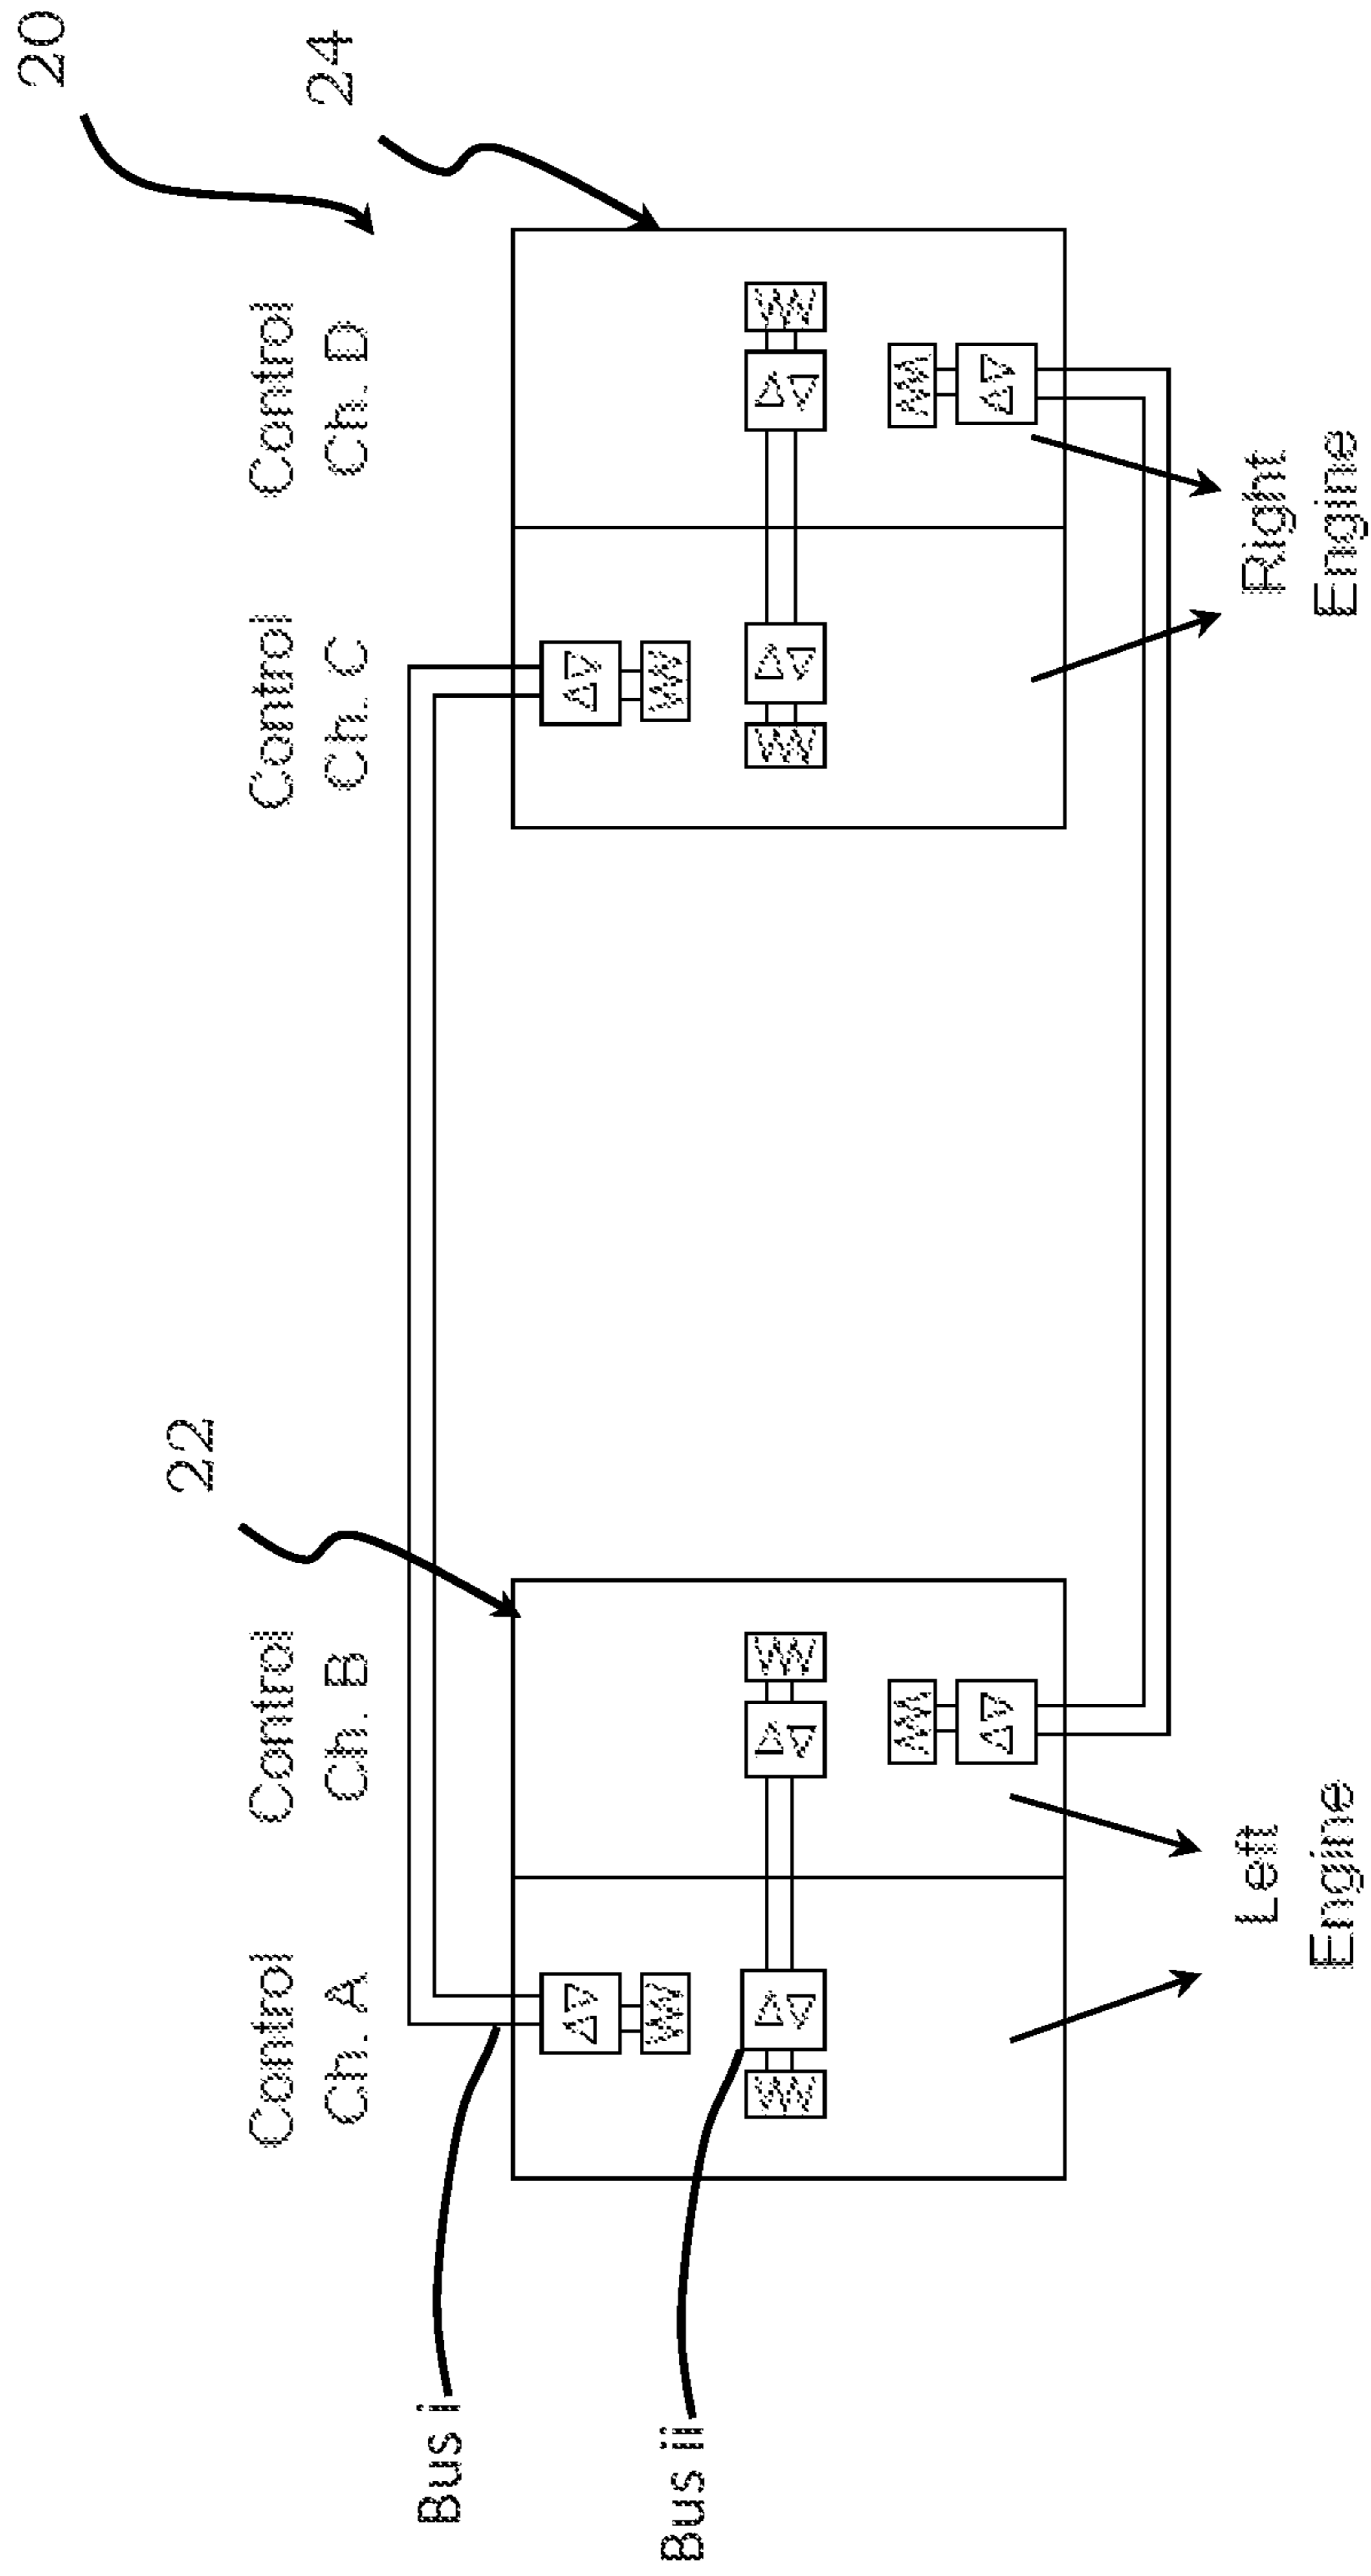 20
22
24
Control
Ch. A
Control
Ch. B
Control
Ch. C
Control
Ch. D
Bus i
Bus ii
Left
Engine
Right
Engine